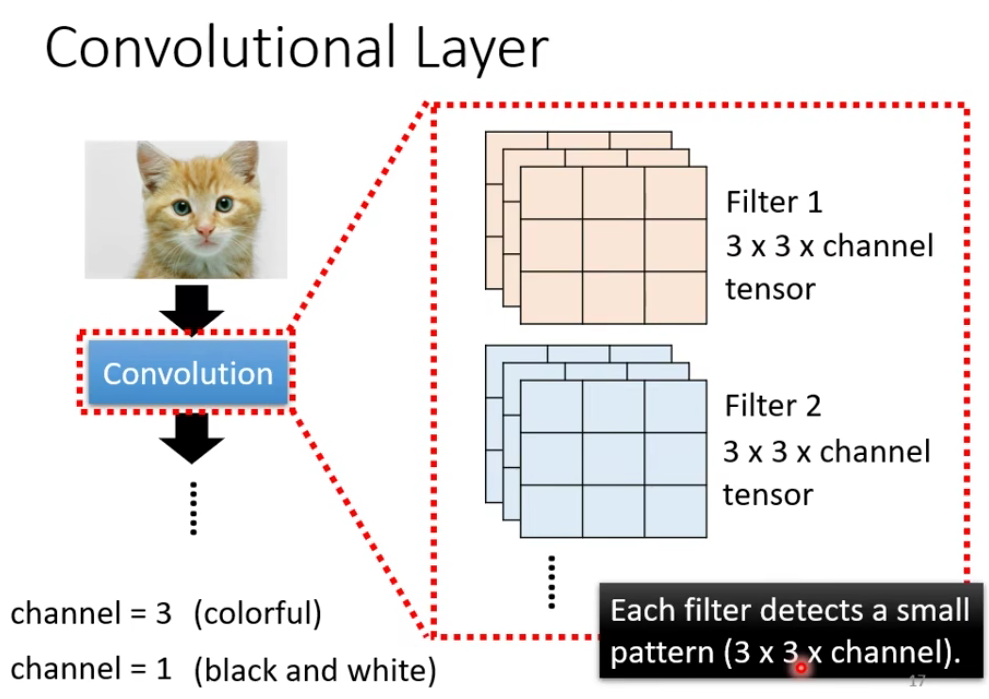 Convolutional Layer
Convolution
channel = 3 (colorful)
channel = 1 (black and white)
Filter 1
3 x 3 x channel
tensor
Filter 2
3 x 3 x channel
tensor
Each filter detects a small
pattern (3 x 3 x channel).
17